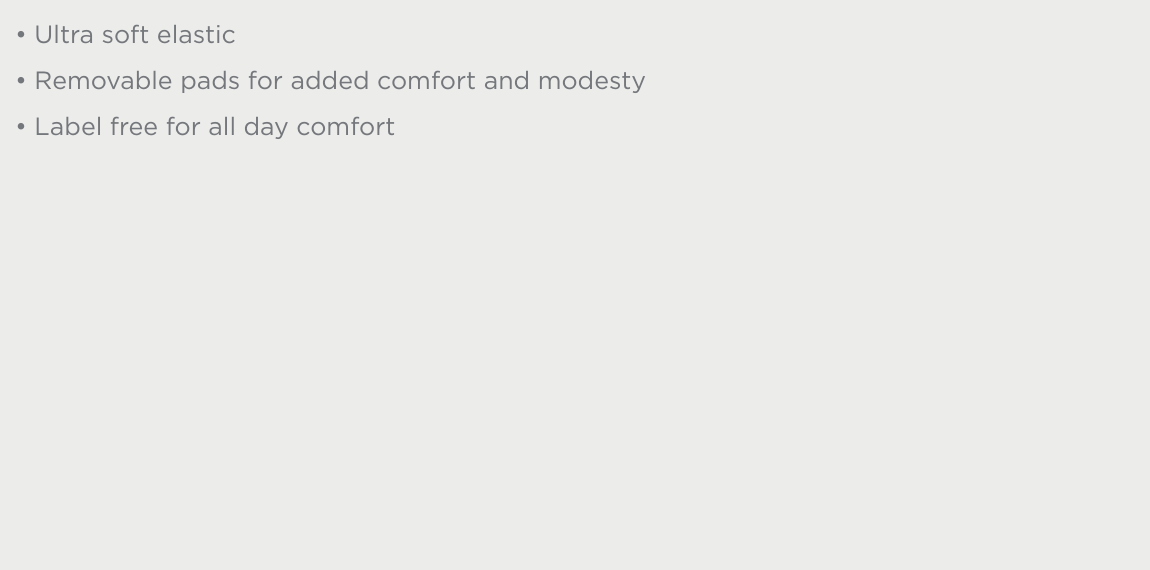 • Ultra soft elastic
• Removable pads for added comfort and modesty
• Label free for all day comfort